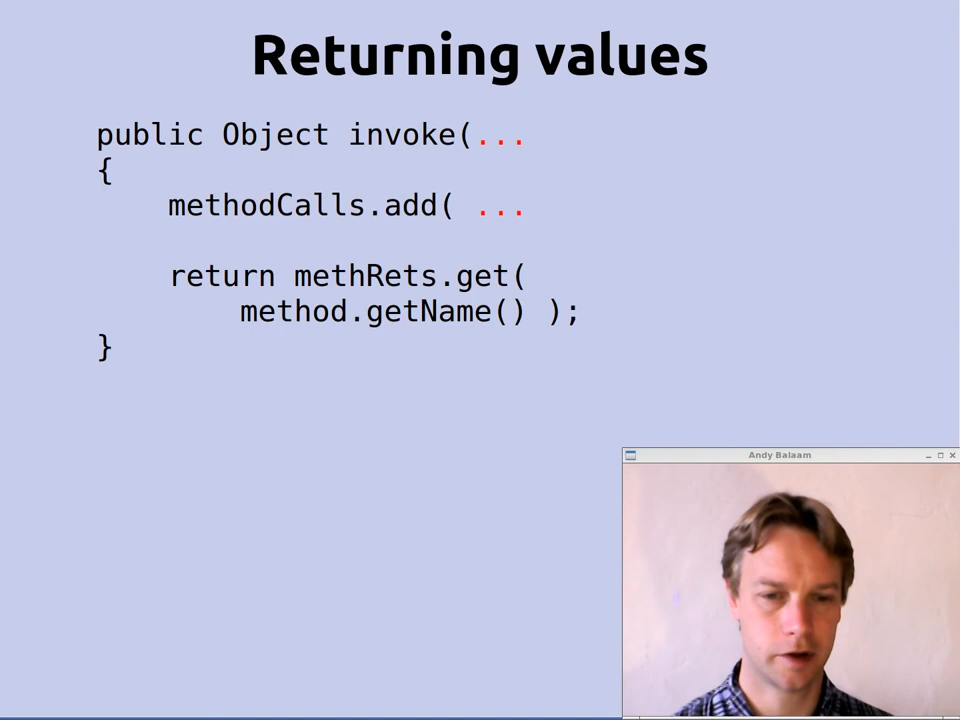 Returning values
public Object invoke(...
{
methodCalls.add( ...
return methRets.get(
method.getName() );
}
Andy Balaam